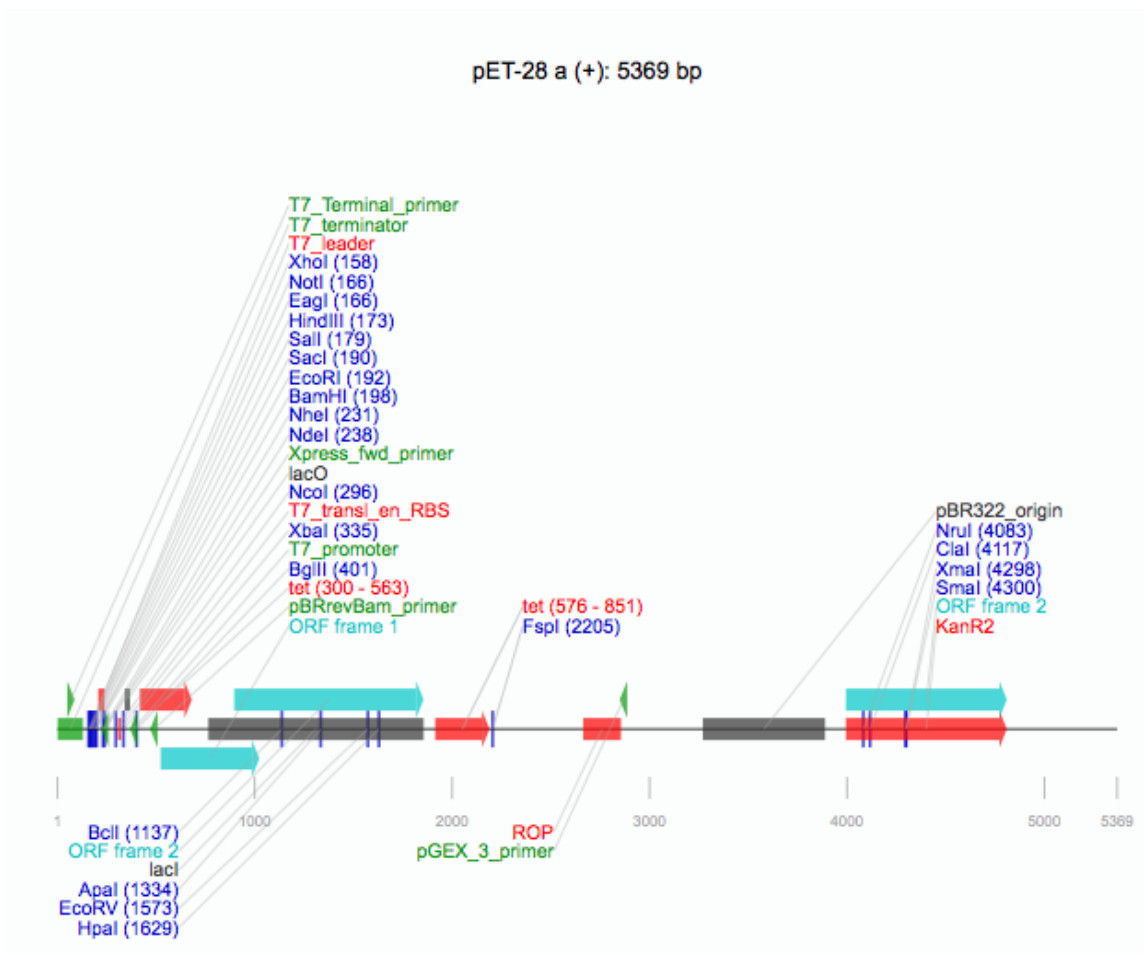 pET-28 a (+): 5369 bp
T7_Terminal_primer
T7_terminator
T7_leader
XhoI (158)
NotI (166)
EagI (166)
HindIII (173)
SalI (179)
SacI (190)
EcoRI (192)
BamHI (198)
NheI (231)
NdeI (238)
Xpress_fwd_primer
lacO
NcoI (296)
T7_transl_en_RBS
XbaI (335)
T7_promoter
BglII (401)
tet (300 - 563)
pBRrevBam_primer
ORF frame 1
tet (576 - 851)
FspI (2205)
pBR322_origin
NruI (4083)
ClaI (4117)
XmaI (4298)
SmaI (4300)
ORF frame 2
KanR2
1 1000 2000 3000 4000 5000 5369
BclI (1137)
ORF frame 2
lacI
ApaI (1334)
EcoRV (1573)
HpaI (1629)
ROP
pGEX_3_primer